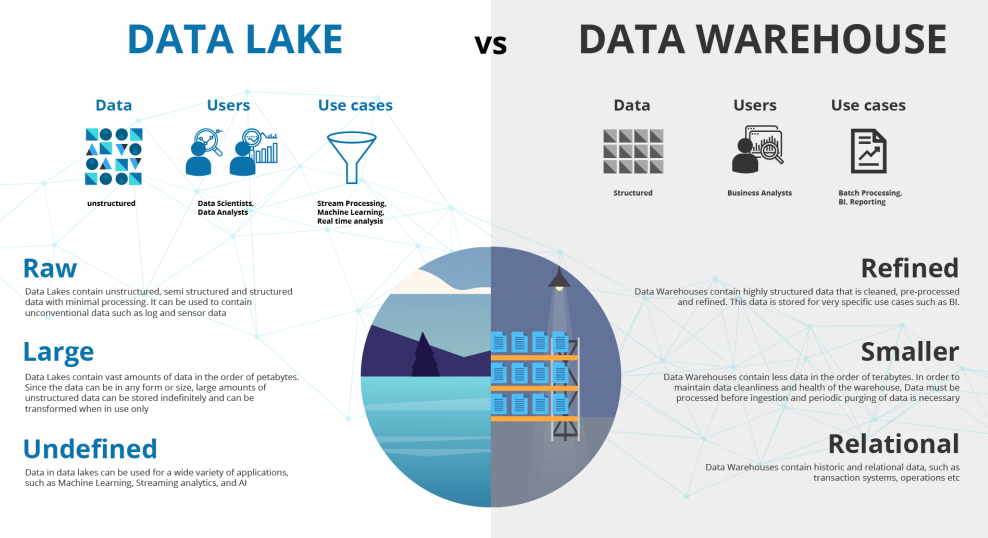 DATA LAKE
vs
DATA WAREHOUSE
Data
Users
Use cases
unstructured
Data Scientists,
Data Analysts
Stream Processing,
Machine Learning,
Real time analysis
Data
Users
Use cases
Structured
Business Analysts
Batch Processing,
BI, Reporting
Raw
Data Lakes contain unstructured, semi structured and structured
data with minimal processing. It can be used to contain
unconventional data such as log and sensor data
Large
Data Lakes contain vast amounts of data in the order of petabytes.
Since the data can be in any form or size, large amounts of
unstructured data can be stored indefinitely and can be
transformed when in use only
Undefined
Data in data lakes can be used for a wide variety of applications,
such as Machine Learning, Streaming analytics, and AI
Refined
Data Warehouses contain highly structured data that is cleaned, pre-processed
and refined. This data is stored for very specific use cases such as BI.
Smaller
Data Warehouses contain less data in the order of terabytes. In order to
maintain data cleanliness and health of the warehouse, Data must be
processed before ingestion and periodic purging of data is necessary
Relational
Data Warehouses contain historic and relational data, such as
transaction systems, operations etc